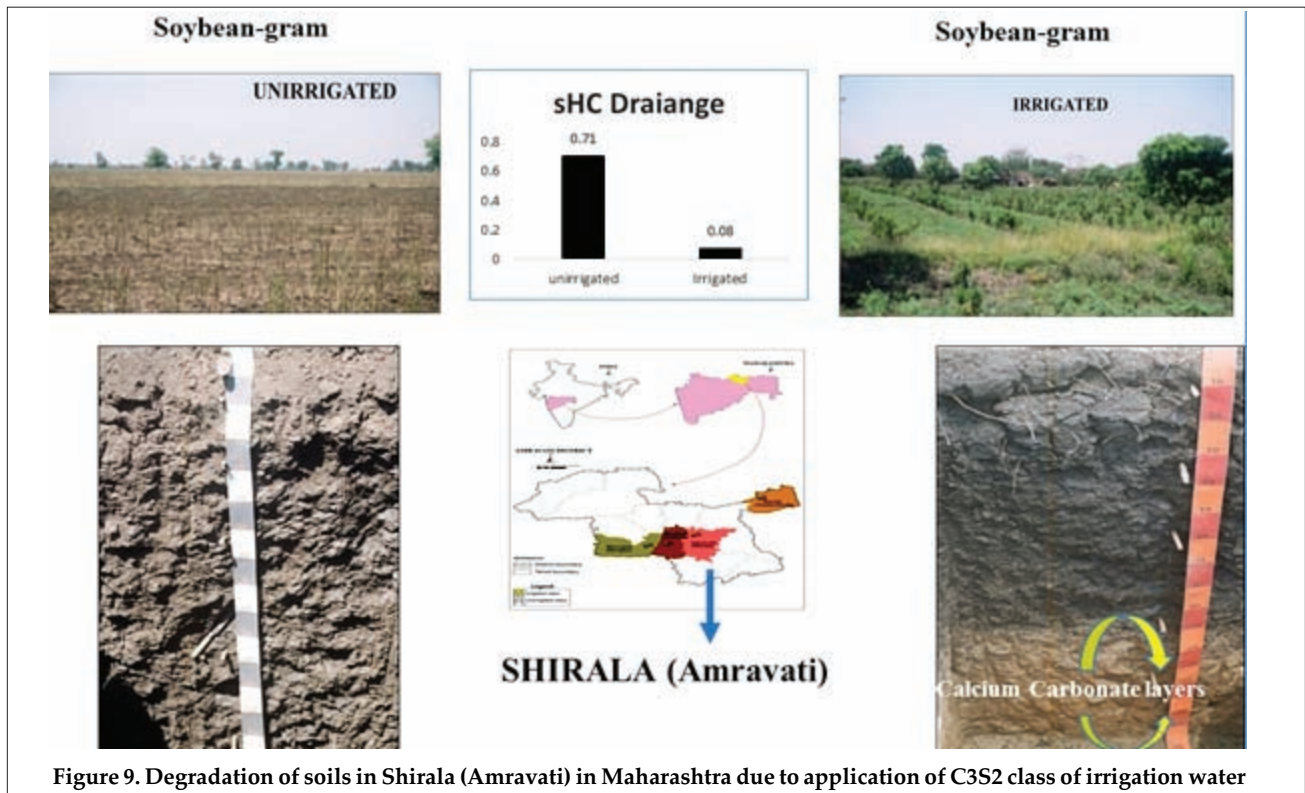 Soybean-gram
Soybean-gram
UNIRRIGATED
sHC Draiange
0.8
0.6
0.4
0.2
0
0.71
0.08
unirrigated
Irrigated
IRRIGATED
Legend
SHIRALA (Amravati)
Calcium Carbonate layers
Figure 9. Degradation of soils in Shirala (Amravati) in Maharashtra due to application of C3S2 class of irrigation water